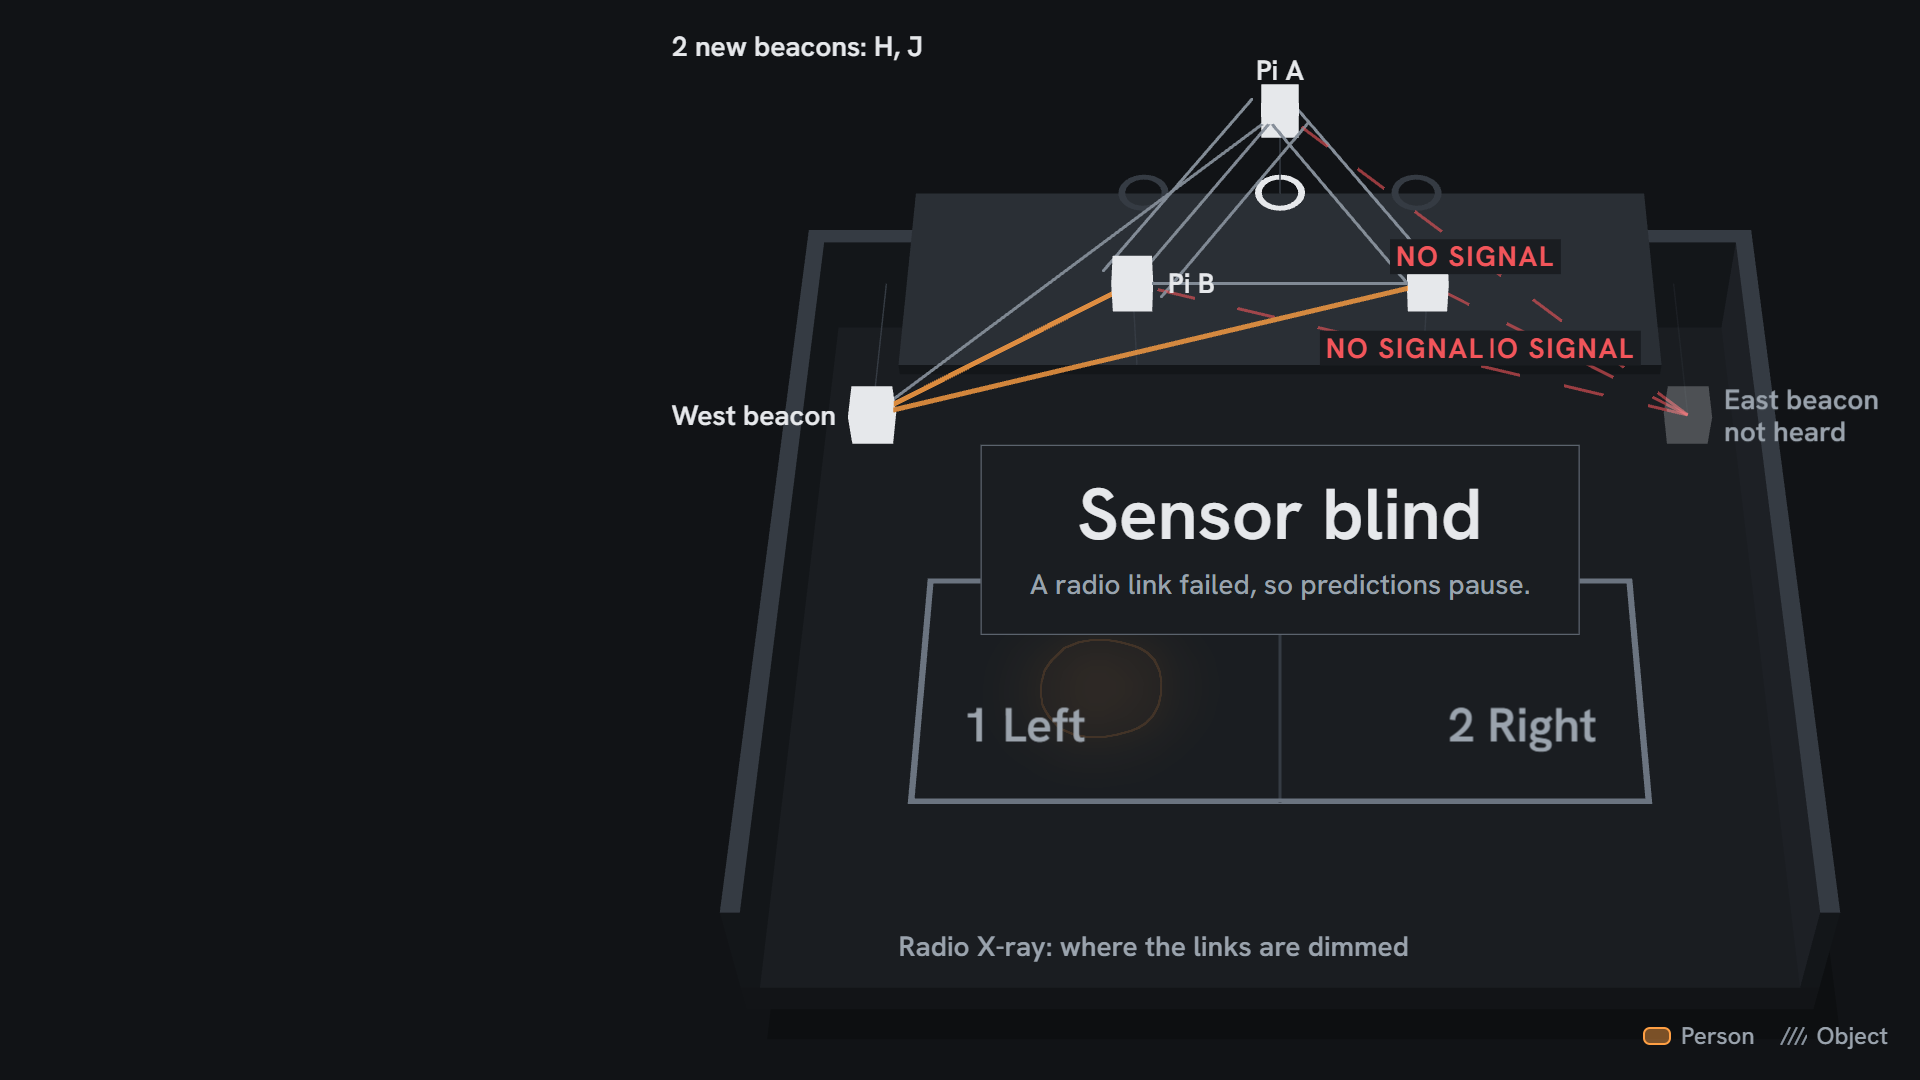 2 new beacons: H, J
Pi A
NO SIGNAL
Pi B
NO SIGNAL
IO SIGNAL
West beacon
East beacon
not heard
Sensor blind
A radio link failed, so predictions pause.
1 Left
2 Right
Radio X-ray: where the links are dimmed
Person
Object